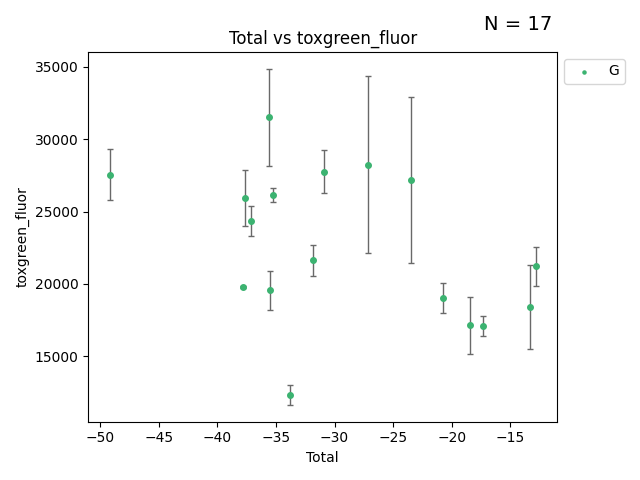 N = 17
Total vs toxgreen_fluor
G
toxgreen_fluor
35000
30000
25000
20000
15000
−50 −45 −40 −35 −30 −25 −20 −15
Total